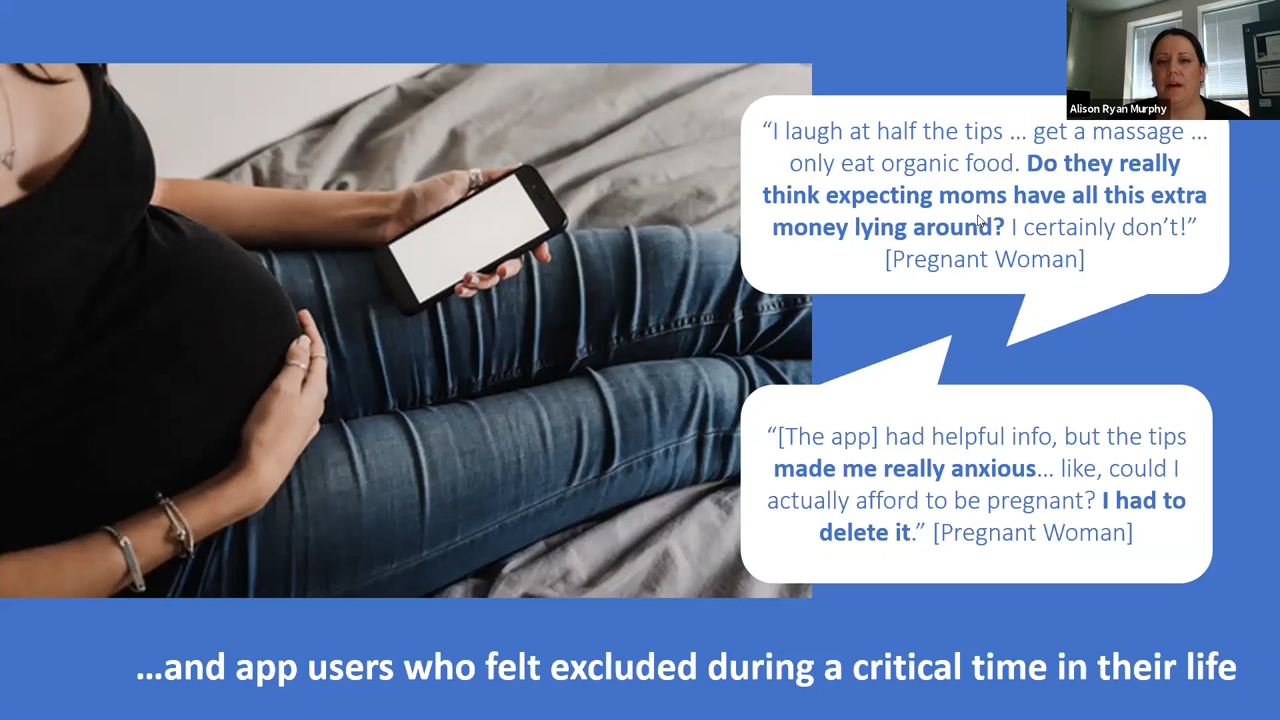 Alison Ryan Murphy
“I laugh at half the tips ... get a massage ...
only eat organic food. Do they really
think expecting moms have all this extra
money lying around? I certainly don’t!”
[Pregnant Woman]
“[The app] had helpful info, but the tips
made me really anxious... like, could I
actually afford to be pregnant? I had to
delete it.” [Pregnant Woman]
...and app users who felt excluded during a critical time in their life